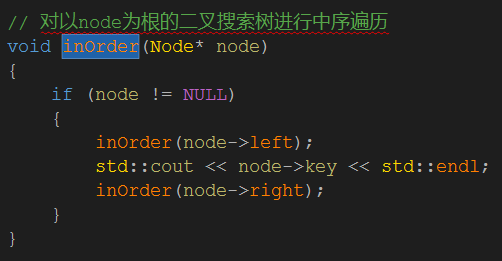 // 对以node为根的二叉搜索树进行中序遍历
void inOrder(Node* node)
{
    if (node != NULL)
    {
        inOrder(node->left);
        std::cout << node->key << std::endl;
        inOrder(node->right);
    }
}